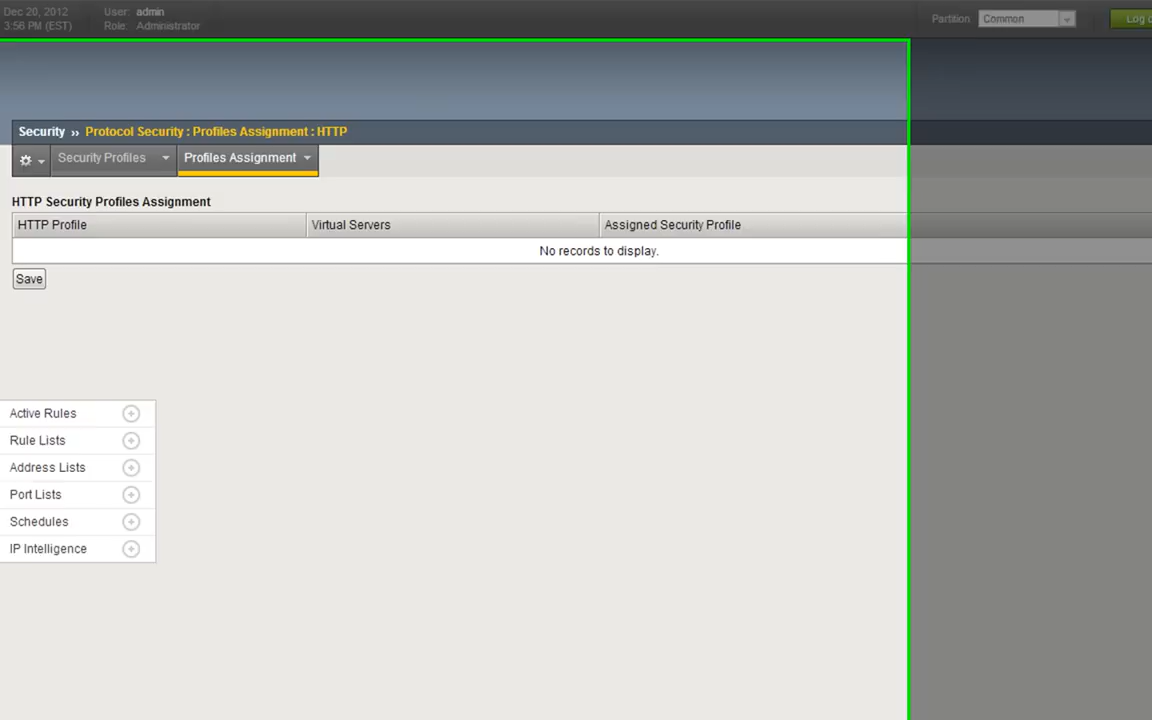 Dec 20, 2012 User: admin
3:56 PM (EST) Role: Administrator
Partition: Common
Log
Security ›› Protocol Security : Profiles Assignment : HTTP
Security Profiles
Profiles Assignment
HTTP Security Profiles Assignment
HTTP Profile Virtual Servers Assigned Security Profile
No records to display.
Save
Active Rules
Rule Lists
Address Lists
Port Lists
Schedules
IP Intelligence